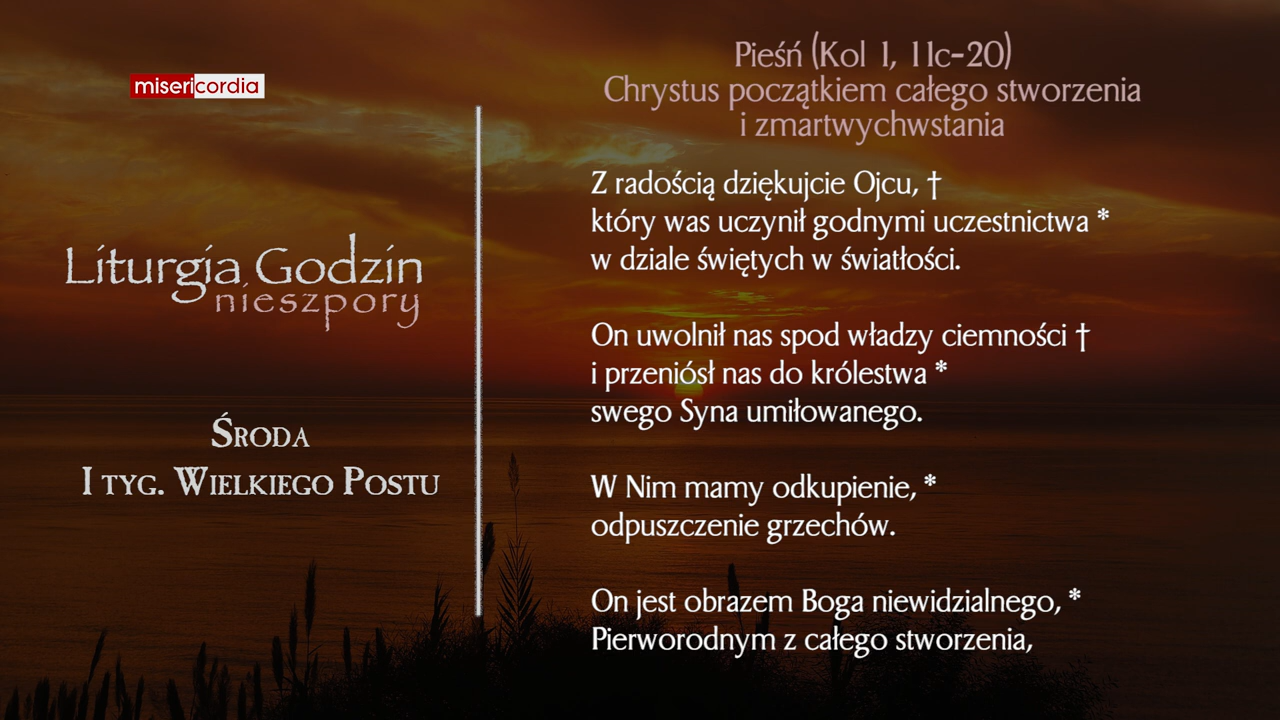 misericordia
Liturgia Godzin
nieszpory
Środa
I tyg. Wielkiego Postu
Pieśń (Kol 1, 11c-20)
Chrystus początkiem całego stworzenia
i zmartwychwstania
Z radością dziękujcie Ojcu, †
który was uczynił godnymi uczestnictwa *
w dziale świętych w światłości.
On uwolnił nas spod władzy ciemności †
i przeniósł nas do królestwa *
swego Syna umiłowanego.
W Nim mamy odkupienie, *
odpuszczenie grzechów.
On jest obrazem Boga niewidzialnego, *
Pierworodnym z całego stworzenia,